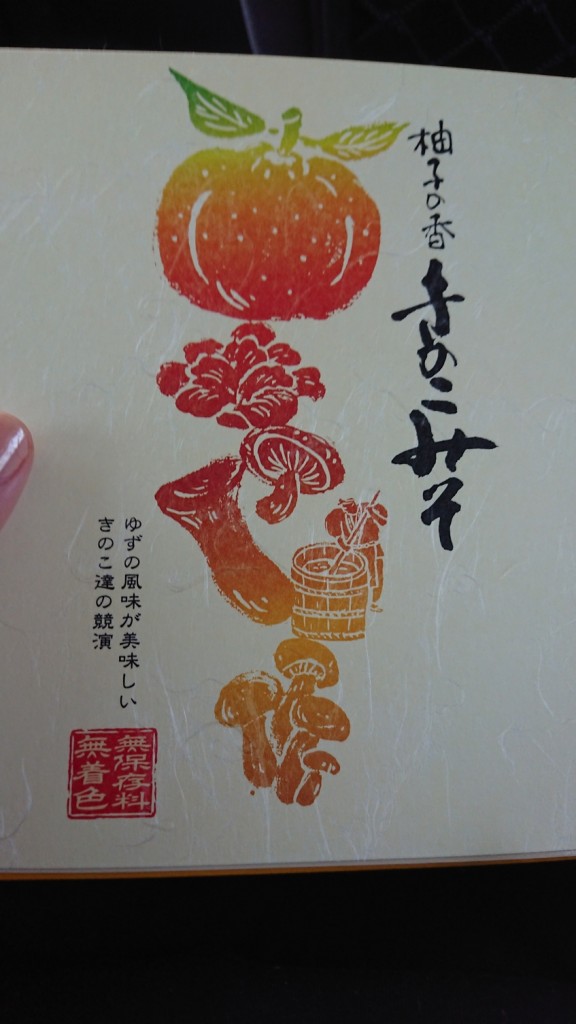 柚子の香
きのこみそ
ゆずの風味が美味しい
きのこ達の競演
無保存料
無着色